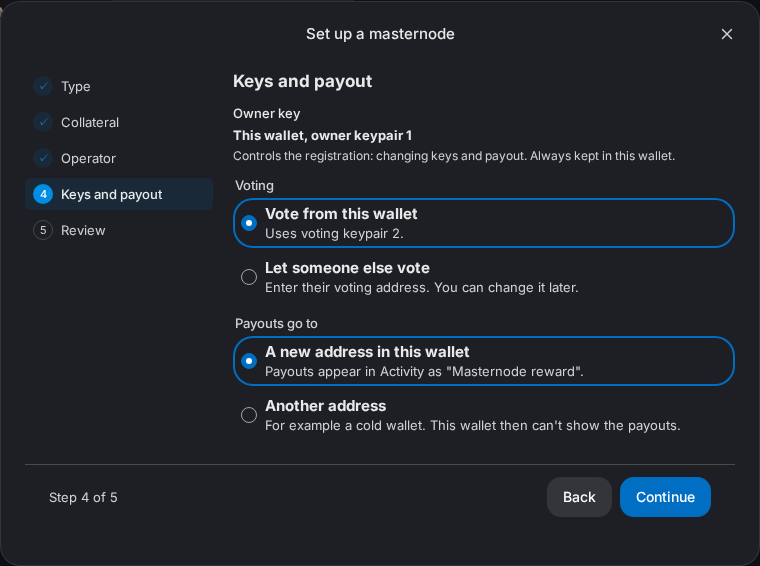 Set up a masternode
Type
Collateral
Operator
4 Keys and payout
5 Review
Keys and payout
Owner key
This wallet, owner keypair 1
Controls the registration: changing keys and payout. Always kept in this wallet.
Voting
Vote from this wallet
Uses voting keypair 2.
Let someone else vote
Enter their voting address. You can change it later.
Payouts go to
A new address in this wallet
Payouts appear in Activity as "Masternode reward".
Another address
For example a cold wallet. This wallet then can't show the payouts.
Step 4 of 5
Back
Continue